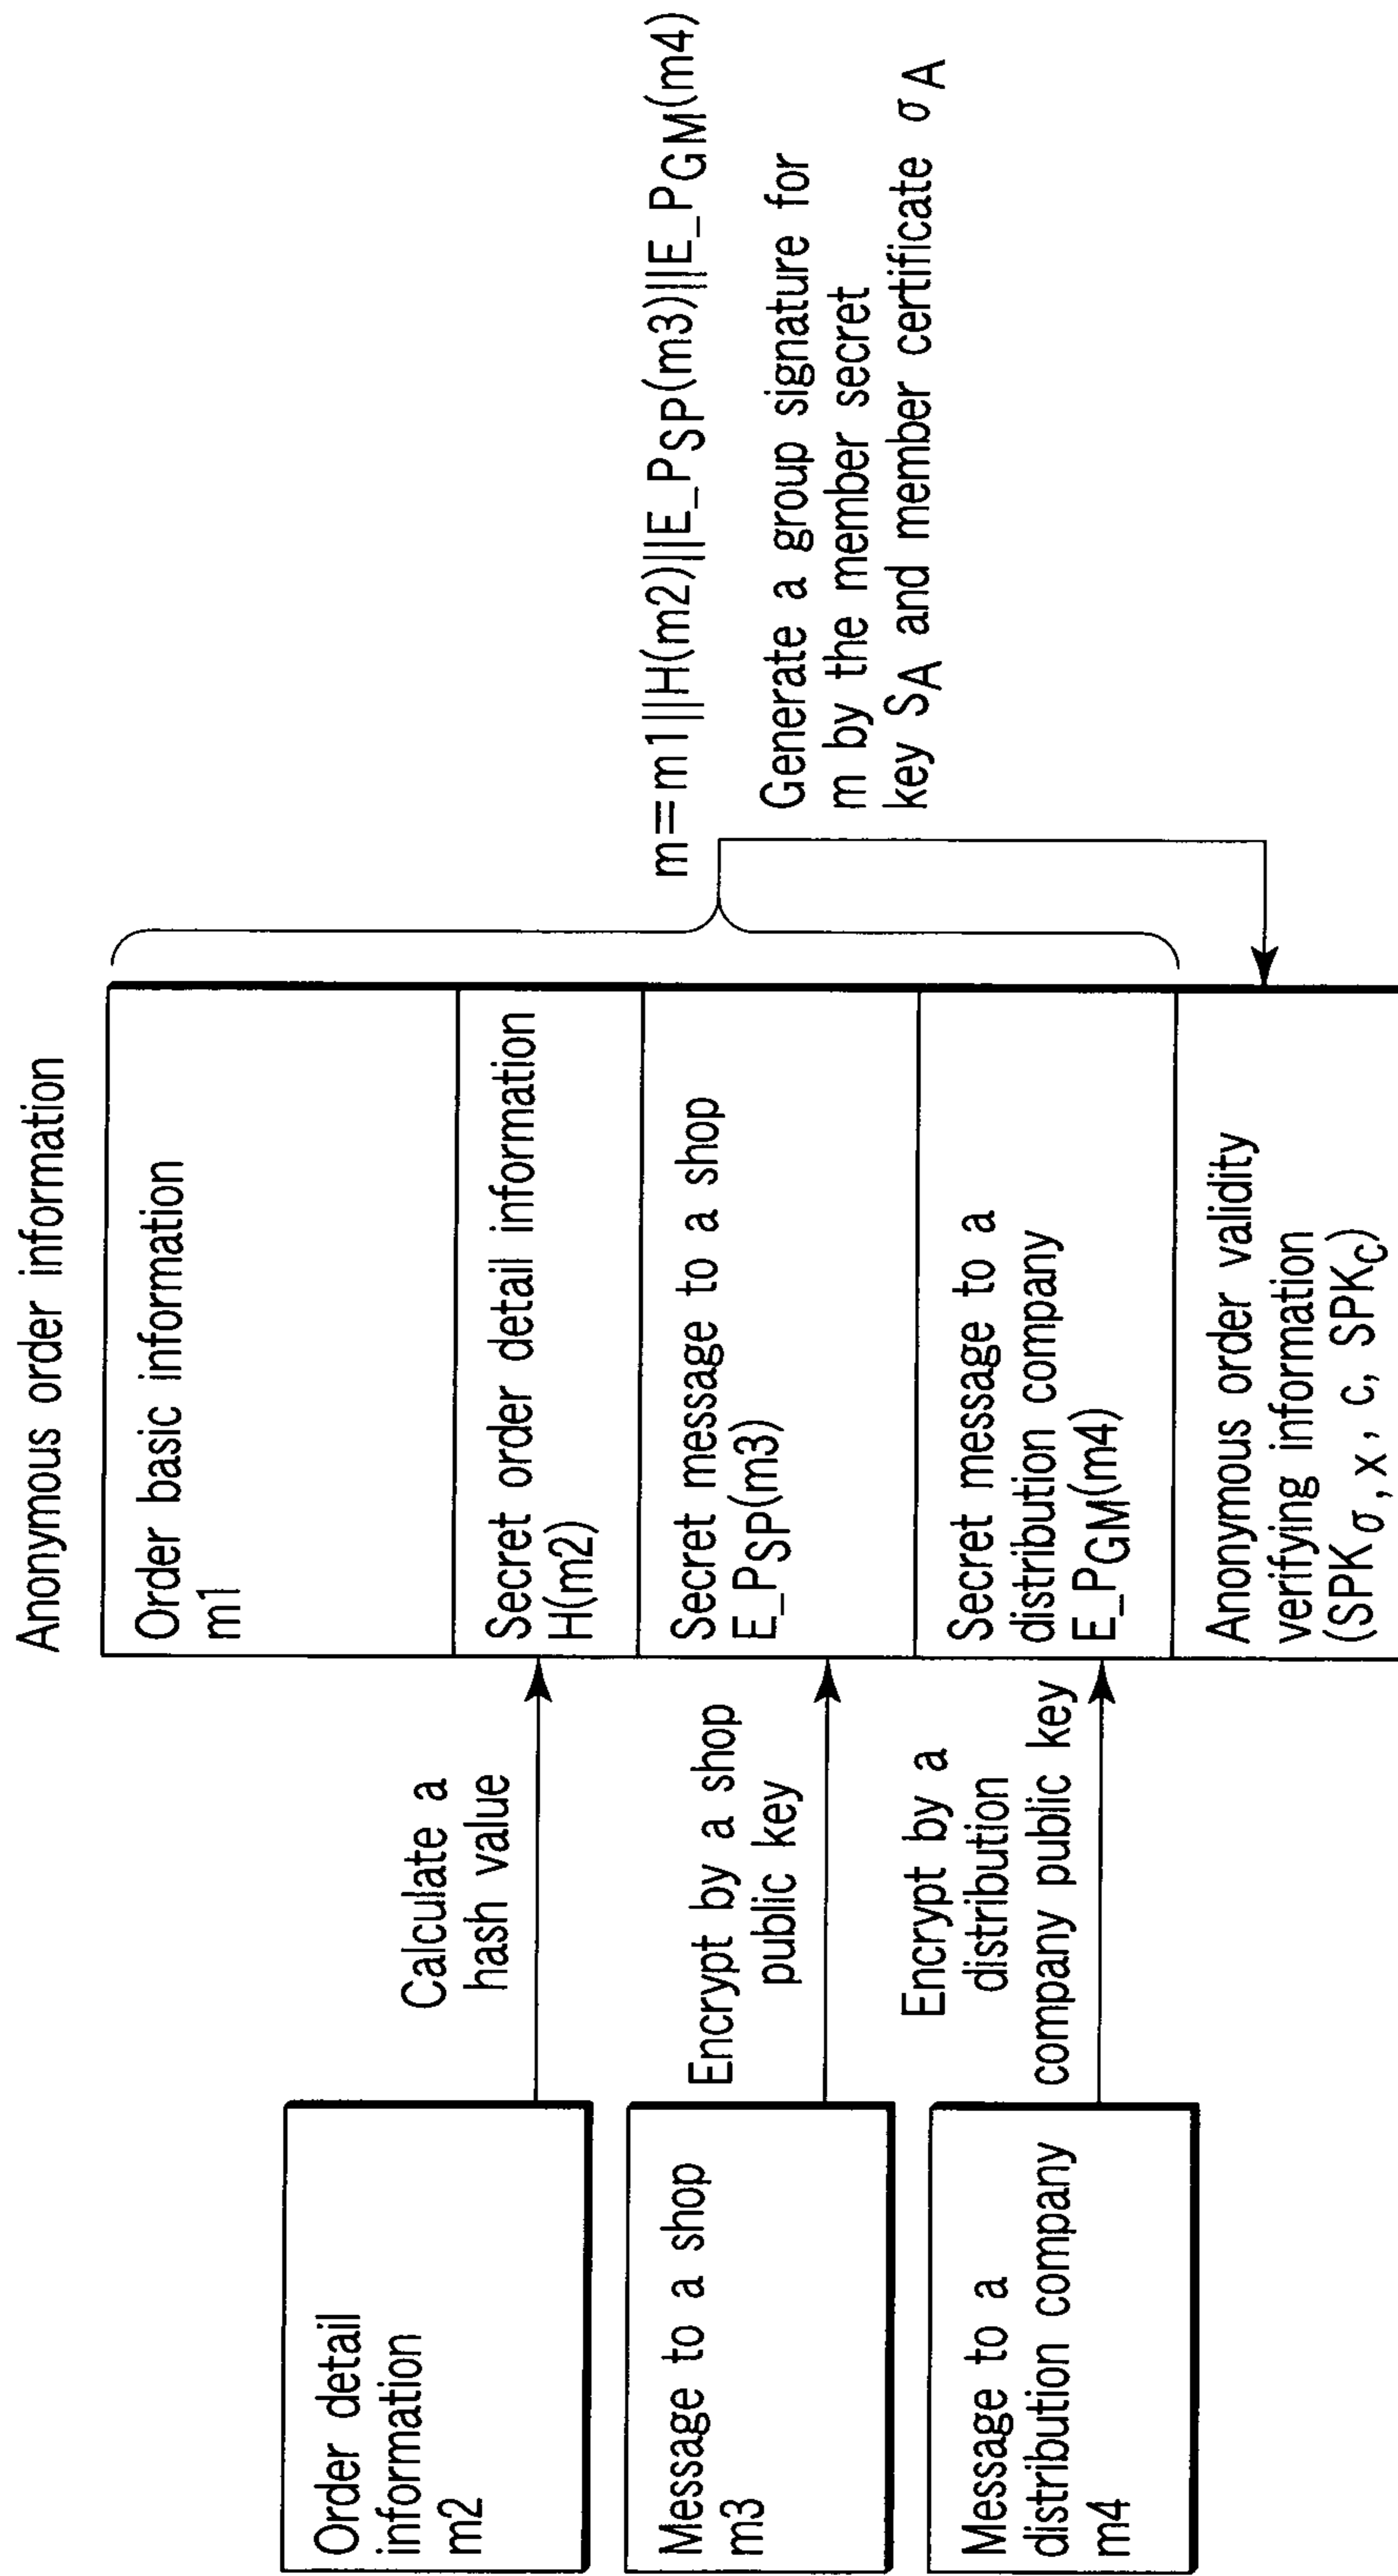 Anonymous order information
Order detail
information
m2
Message to a shop
m3
Message to a
distribution company
m4
Calculate a
hash value
Encrypt by a shop
public key
Encrypt by a
distribution
company public key
Order basic information
m1
Secret order detail information
H(m2)
Secret message to a shop
E_PSP(m3)
Secret message to a
distribution company
E_PGM(m4)
Anonymous order validity
verifying information
(SPKσ, x, c, SPKc)
m=m1||H(m2)||E_PSP(m3)||E_PGM(m4)
Generate a group signature for
m by the member secret
key SA and member certificate σA